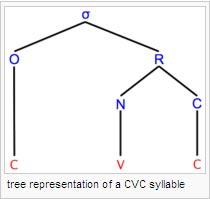 σ
O R
N C
C V C
tree representation of a CVC syllable